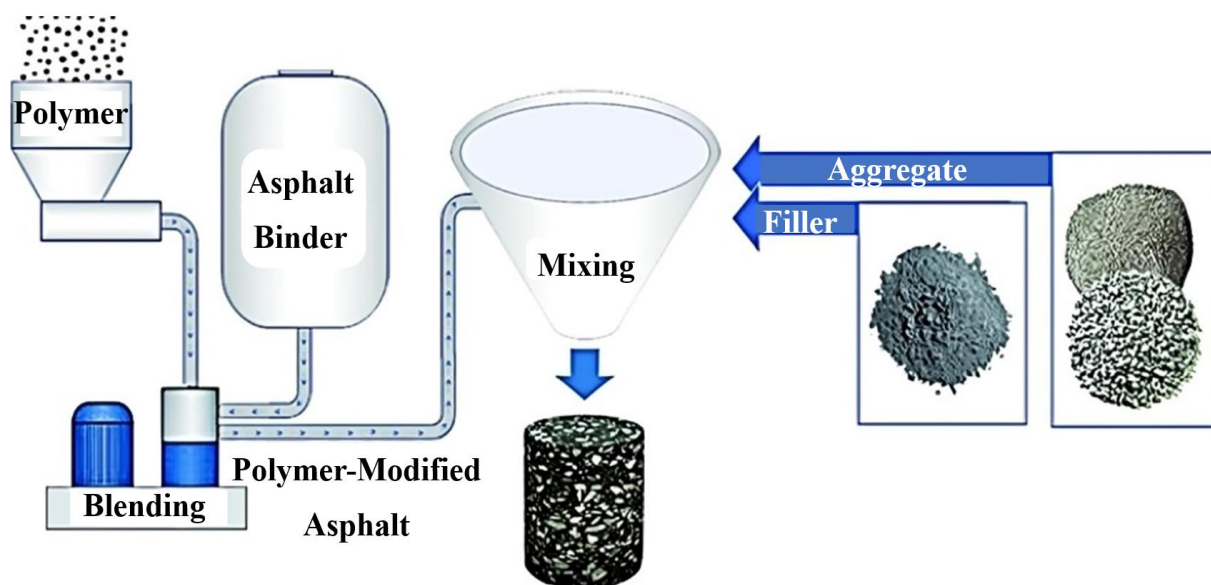 Polymer
Asphalt
Binder
Mixing
Aggregate
Filler
Blending
Polymer-Modified
Asphalt